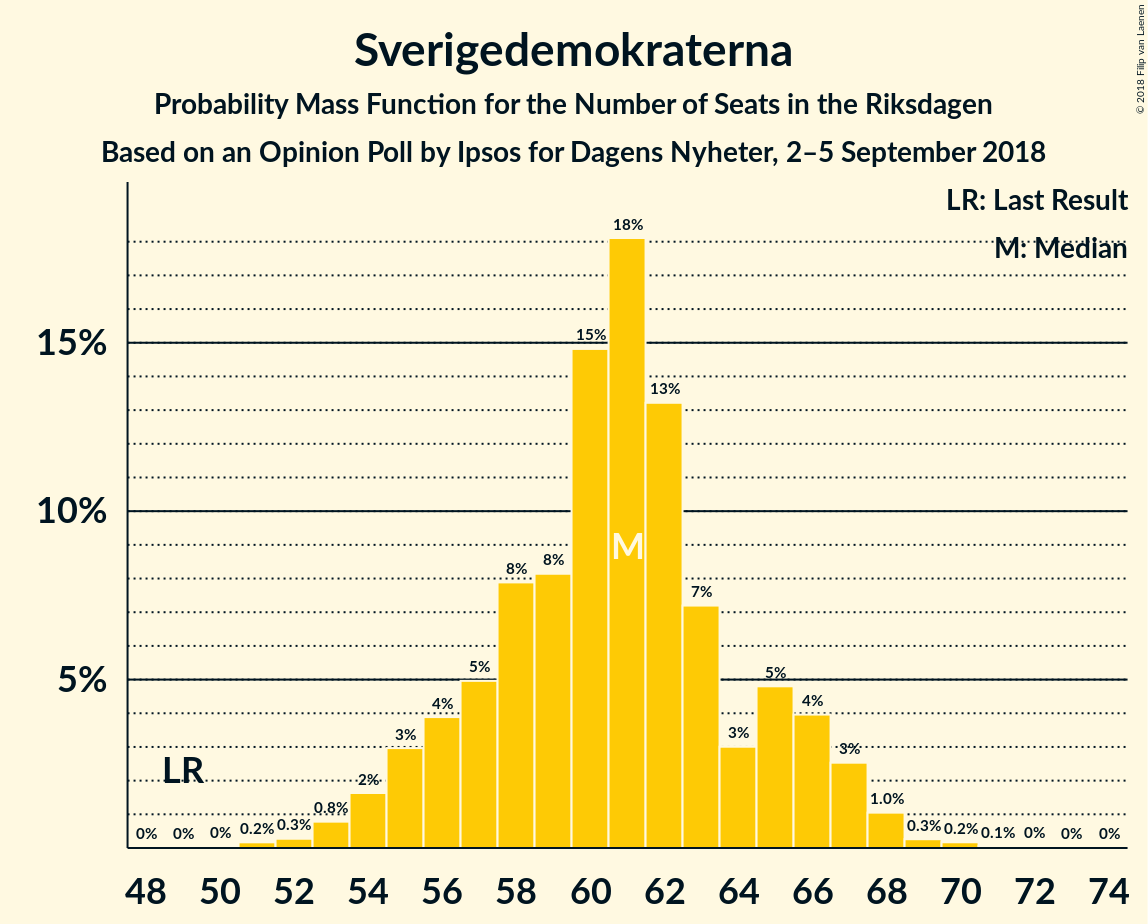 © 2018 Filip van Laenen
Sverigedemokraterna
Probability Mass Function for the Number of Seats in the Riksdagen
Based on an Opinion Poll by Ipsos for Dagens Nyheter, 2–5 September 2018
LR: Last Result
M: Median
15%
10%
5%
0% 0% 0% 0.2% 0.3% 0.8% 2% 3% 4% 5% 8% 8% 15% 18% 13% 7% 3% 5% 4% 3% 1.0% 0.3% 0.2% 0.1% 0% 0% 0%
M
LR
48 50 52 54 56 58 60 62 64 66 68 70 72 74